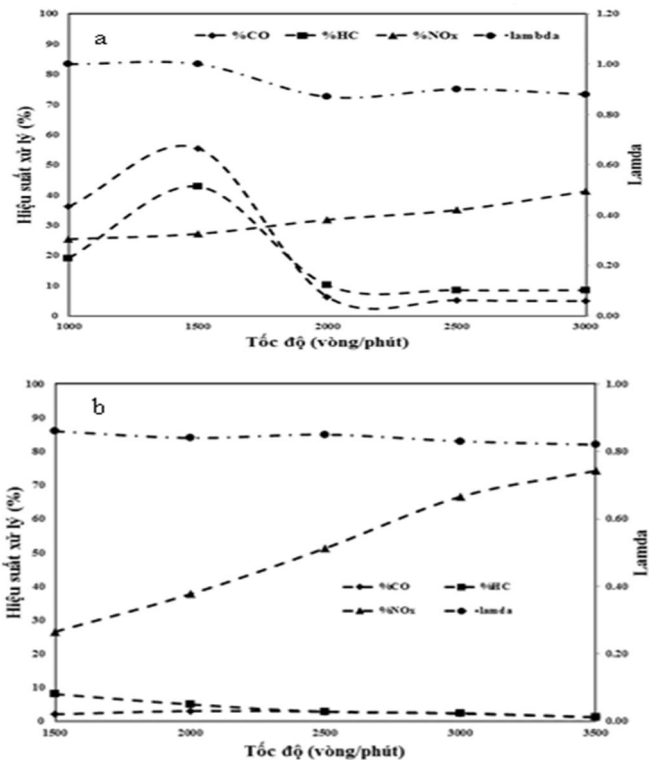 a
%CO %HC %NOx lambda
100 1.20
90
80 1.00
70
60 0.80
50 0.60
40
30 0.40
20
10 0.20
0 0.00
Hiệu suất xử lý (%)
Lamda
1000 1500 2000 2500 3000
Tốc độ (vòng/phút)
b
100 1.00
90
80 0.80
70
60 0.60
50
40 0.40
30
20 0.20
10
0 0.00
Hiệu suất xử lý (%)
Lamda
%CO %HC
%NOx lamda
1500 2000 2500 3000 3500
Tốc độ (vòng/phút)